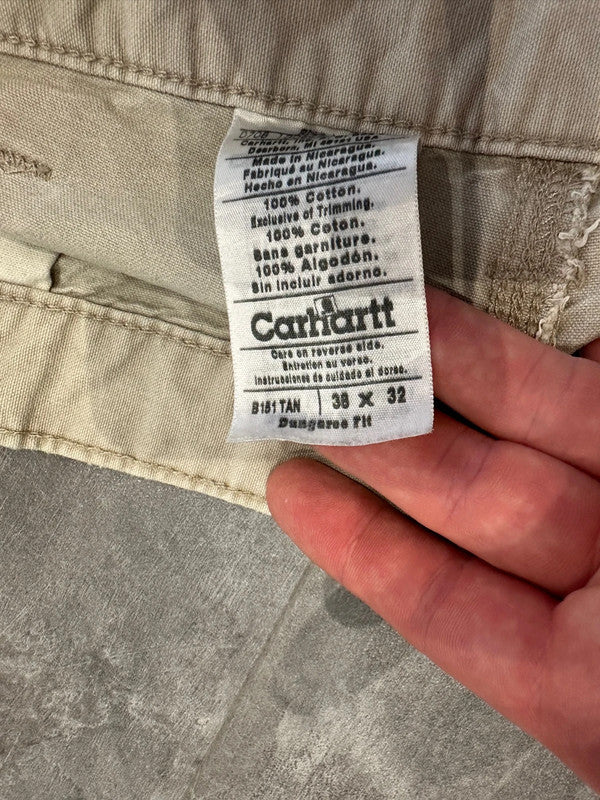 Carhartt, Inc.
Dearborn, MI 48121 USA
Made in Nicaragua.
Fabriqué au Nicaragua.
Hecho en Nicaragua.
100% Cotton.
Exclusive of Trimming.
100% Coton.
Sans garniture.
100% Algodón.
Sin incluir adorno.
Carhartt
Care on reverse side.
Entretien au verso.
Instrucciones de cuidado al dorso.
B151 TAN 38 X 32
Dungaree Fit